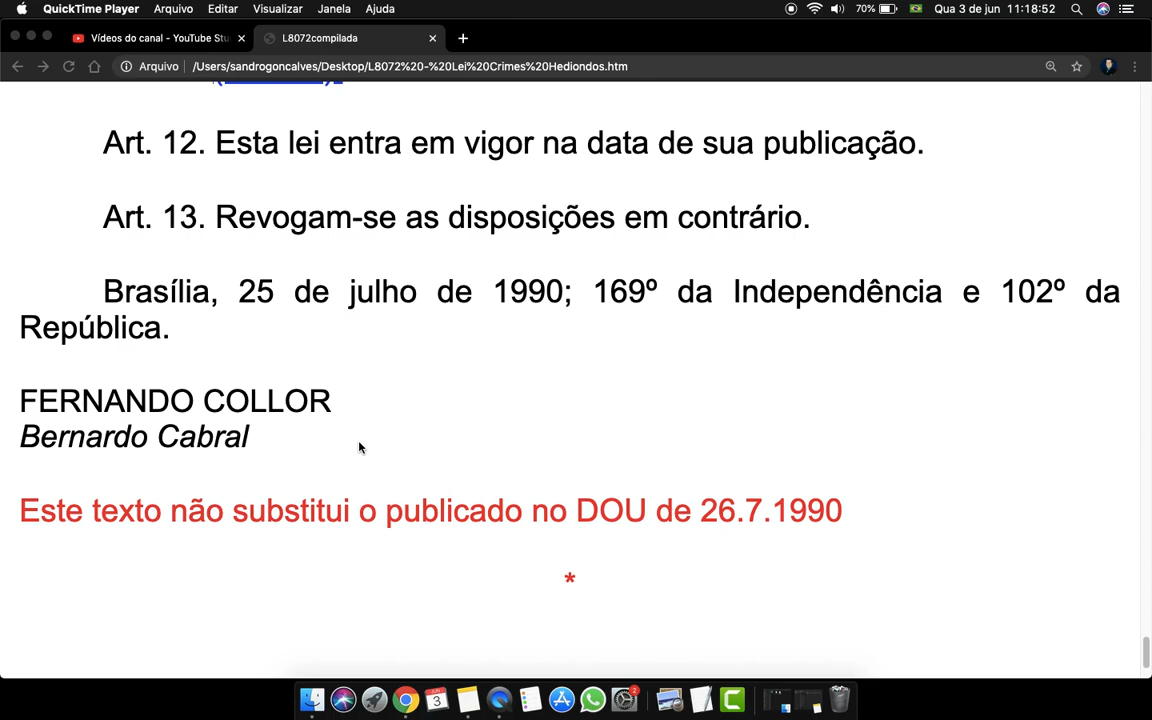 QuickTime Player Arquivo Editar Visualizar Janela Ajuda 70% Qua 3 de jun 11:18:52
Vídeos do canal - YouTube Stu
L8072compilada
Arquivo /Users/sandrogoncalves/Desktop/L8072%20-%20Lei%20Crimes%20Hediondos.htm
Art. 12. Esta lei entra em vigor na data de sua publicação.
Art. 13. Revogam-se as disposições em contrário.
Brasília, 25 de julho de 1990; 169º da Independência e 102º da
República.
FERNANDO COLLOR
Bernardo Cabral
Este texto não substitui o publicado no DOU de 26.7.1990
*
3
2